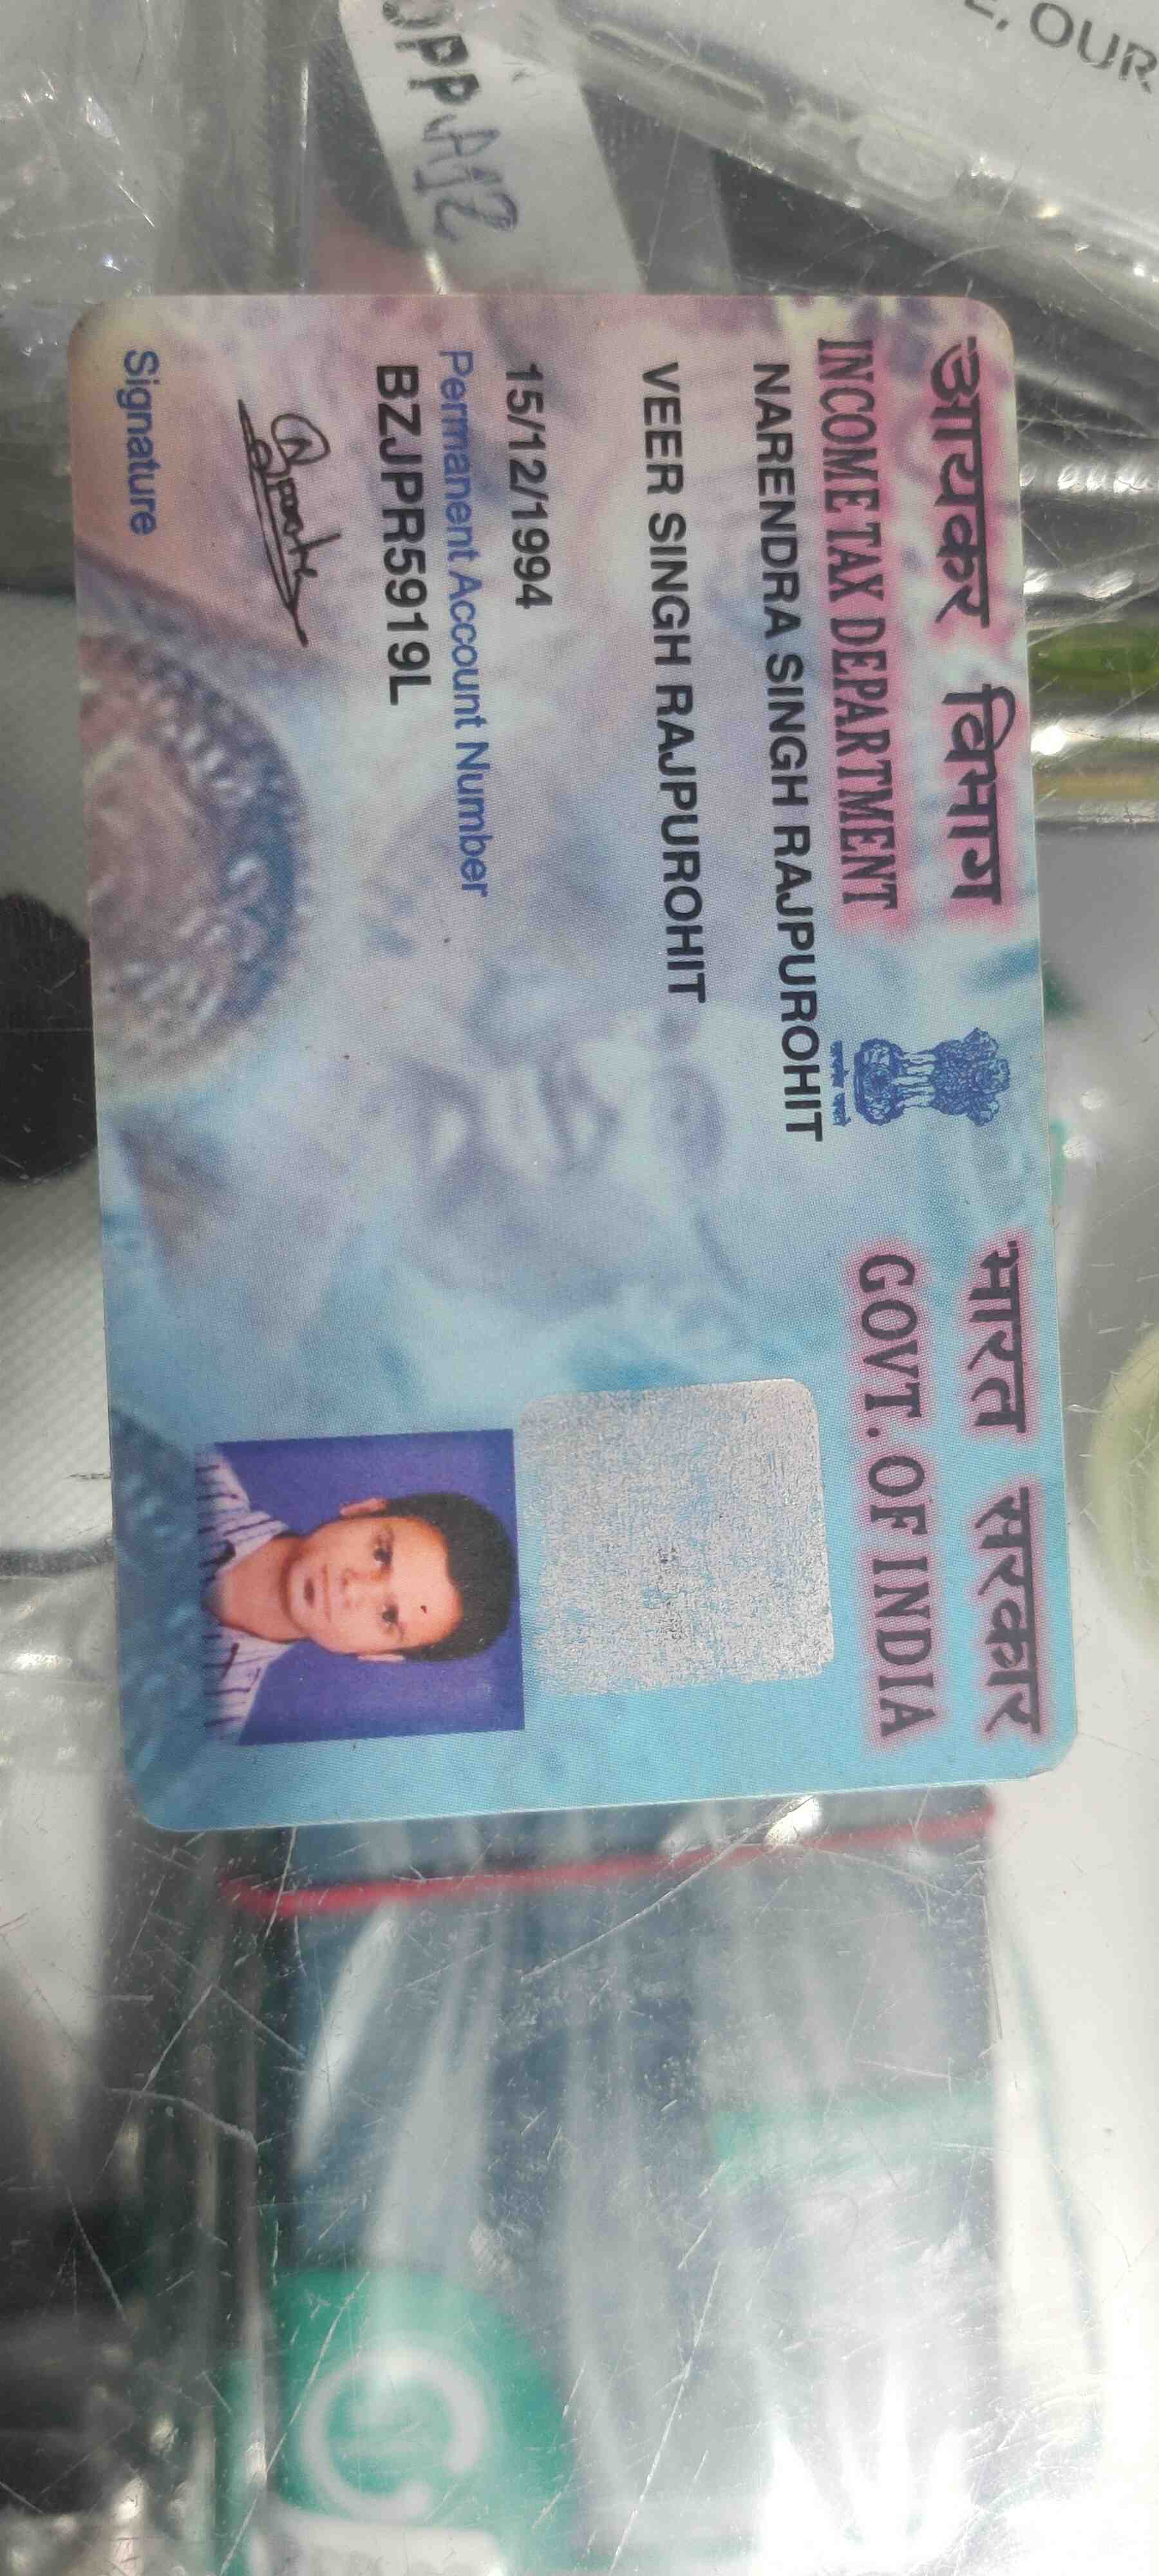 आयकर विभाग
INCOME TAX DEPARTMENT
भारत सरकार
GOVT. OF INDIA
NARENDRA SINGH RAJPUROHIT
VEER SINGH RAJPUROHIT
15/12/1994
Permanent Account Number
BZJPR5919L
Signature
OUR